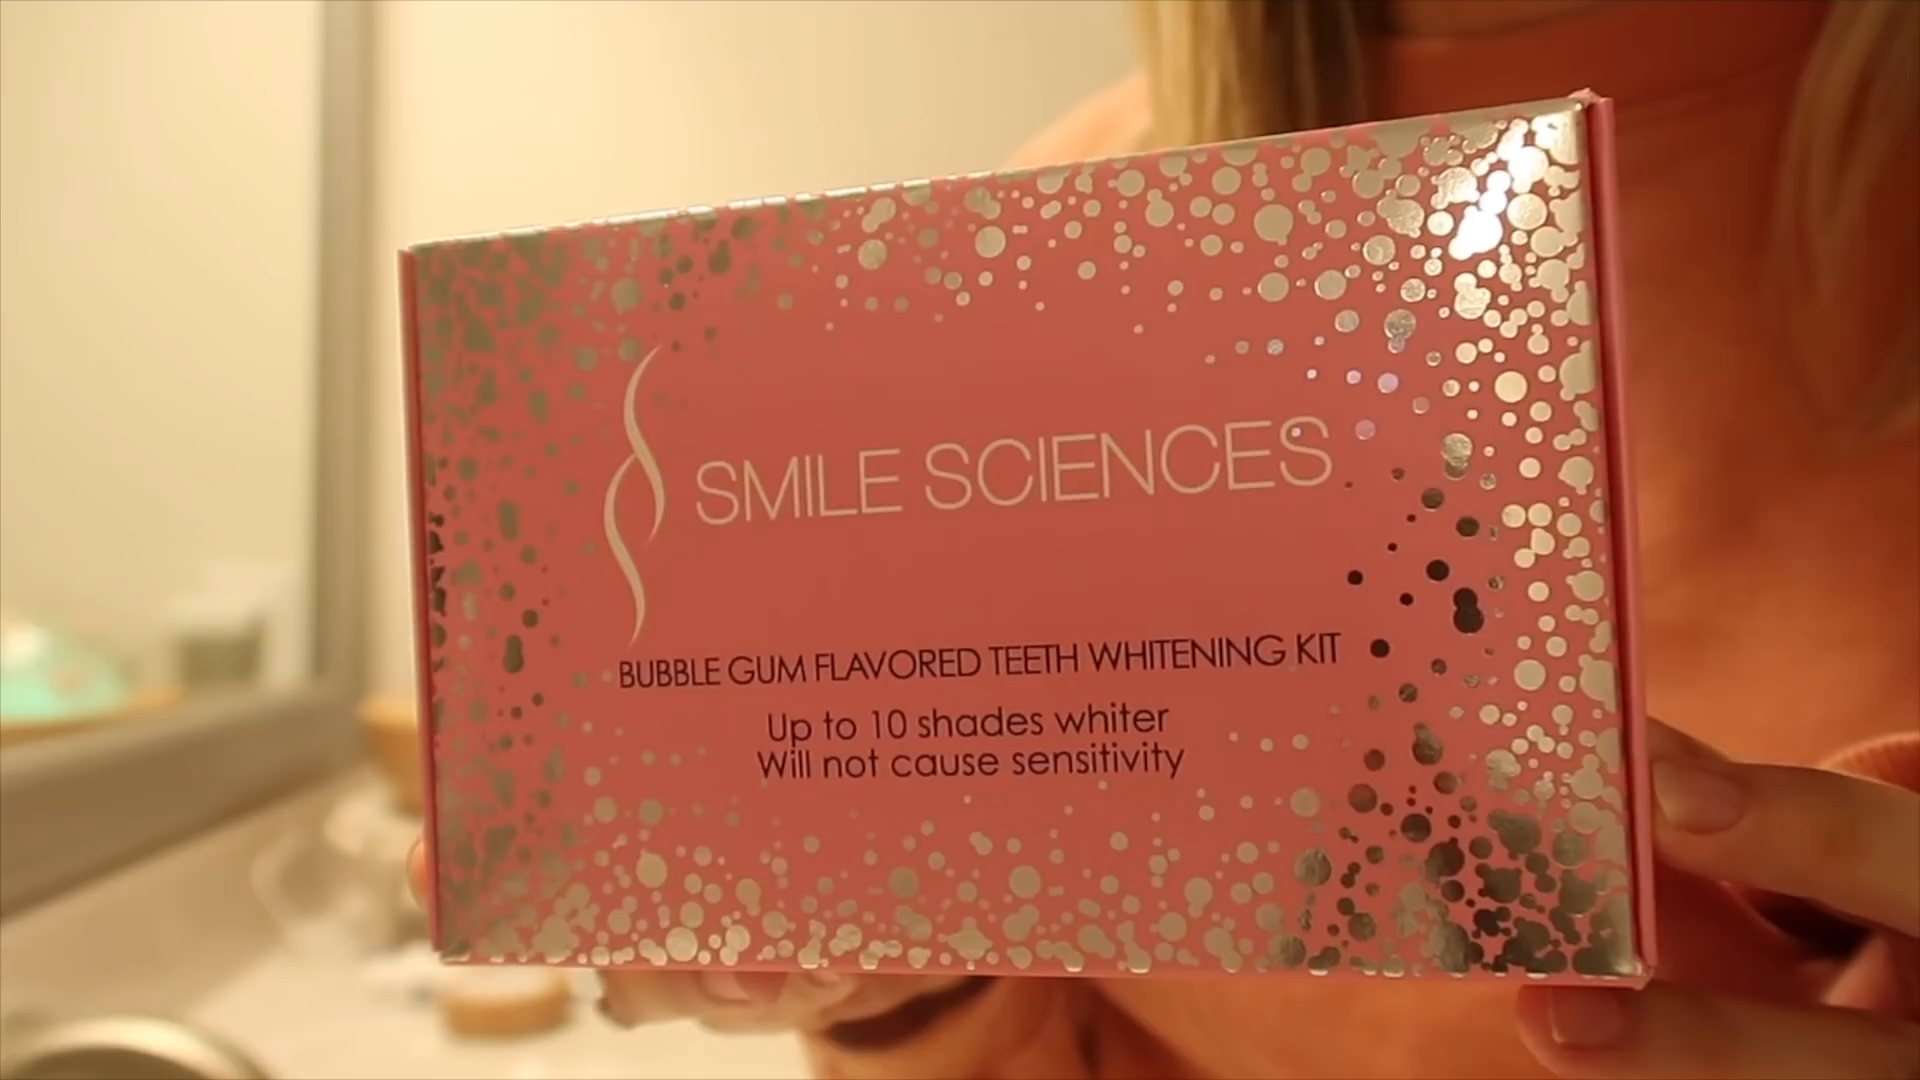 SMILE SCIENCES
BUBBLE GUM FLAVORED TEETH WHITENING KIT
Up to 10 shades whiter
Will not cause sensitivity